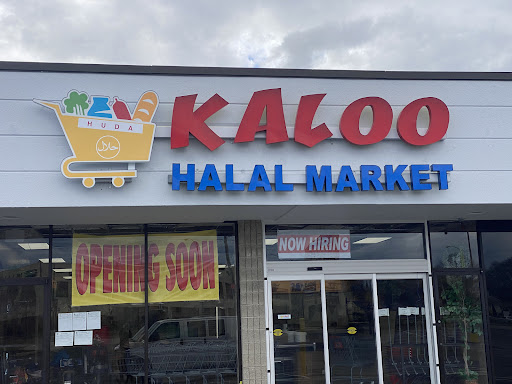 KALOO
HUDA
حلال
HALAL MARKET
OPENING SOON
NOW HIRING